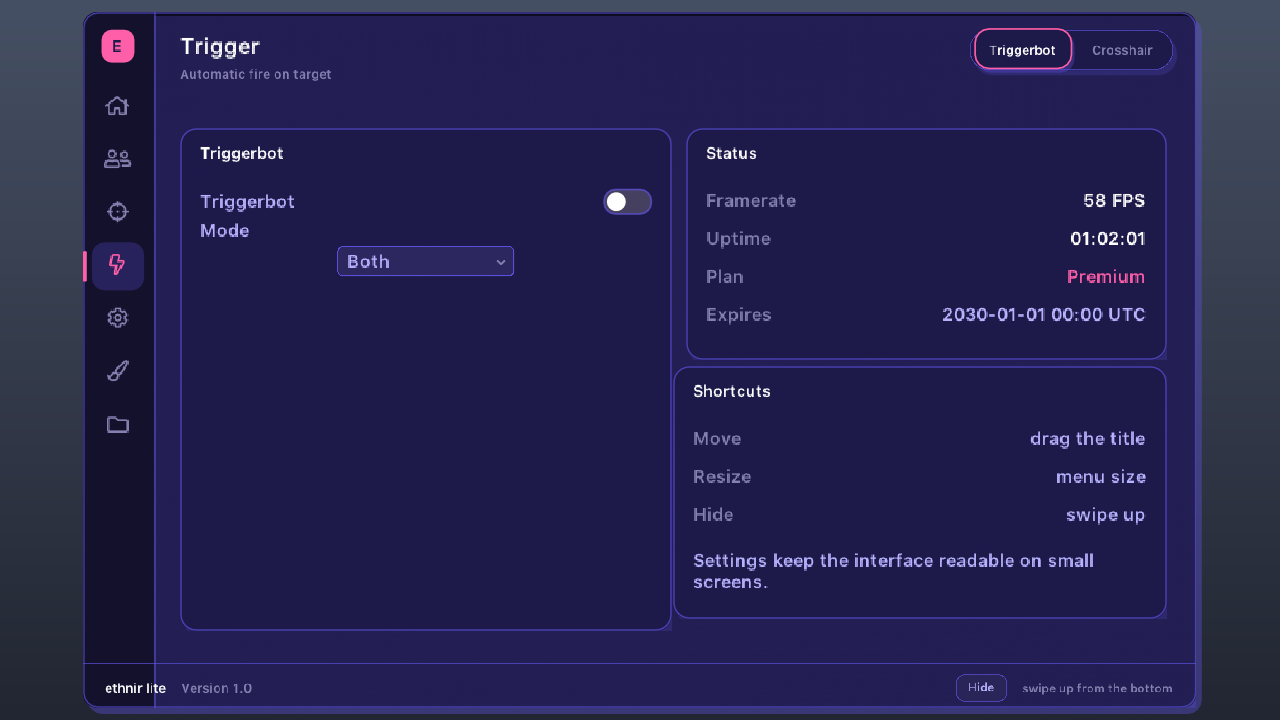 E
Trigger
Automatic fire on target
Triggerbot
Crosshair
Triggerbot
Triggerbot
Mode
Both
Status
Framerate
58 FPS
Uptime
01:02:01
Plan
Premium
Expires
2030-01-01 00:00 UTC
Shortcuts
Move
drag the title
Resize
menu size
Hide
swipe up
Settings keep the interface readable on small
screens.
ethnir lite
Version 1.0
Hide
swipe up from the bottom